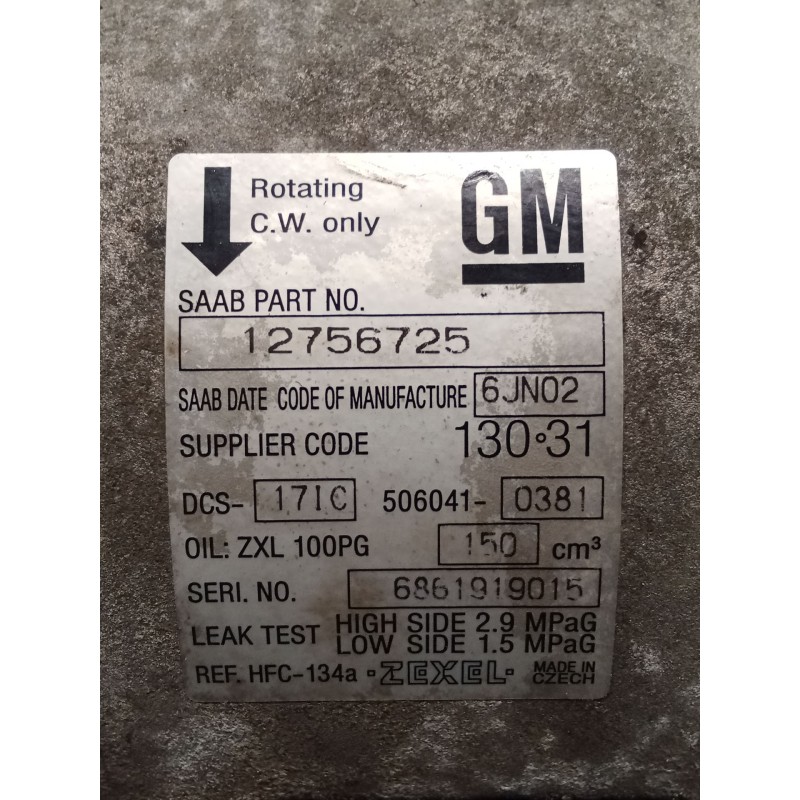 Rotating
C.W. only
GM
SAAB PART NO.
12756725
SAAB DATE CODE OF MANUFACTURE 6JN02
SUPPLIER CODE 130·31
DCS- 17IC 506041- 0381
OIL: ZXL 100PG 150 cm³
SERI. NO. 6861919015
LEAK TEST HIGH SIDE 2.9 MPaG
LOW SIDE 1.5 MPaG
REF. HFC-134a ·ZEXEL· MADE IN
CZECH